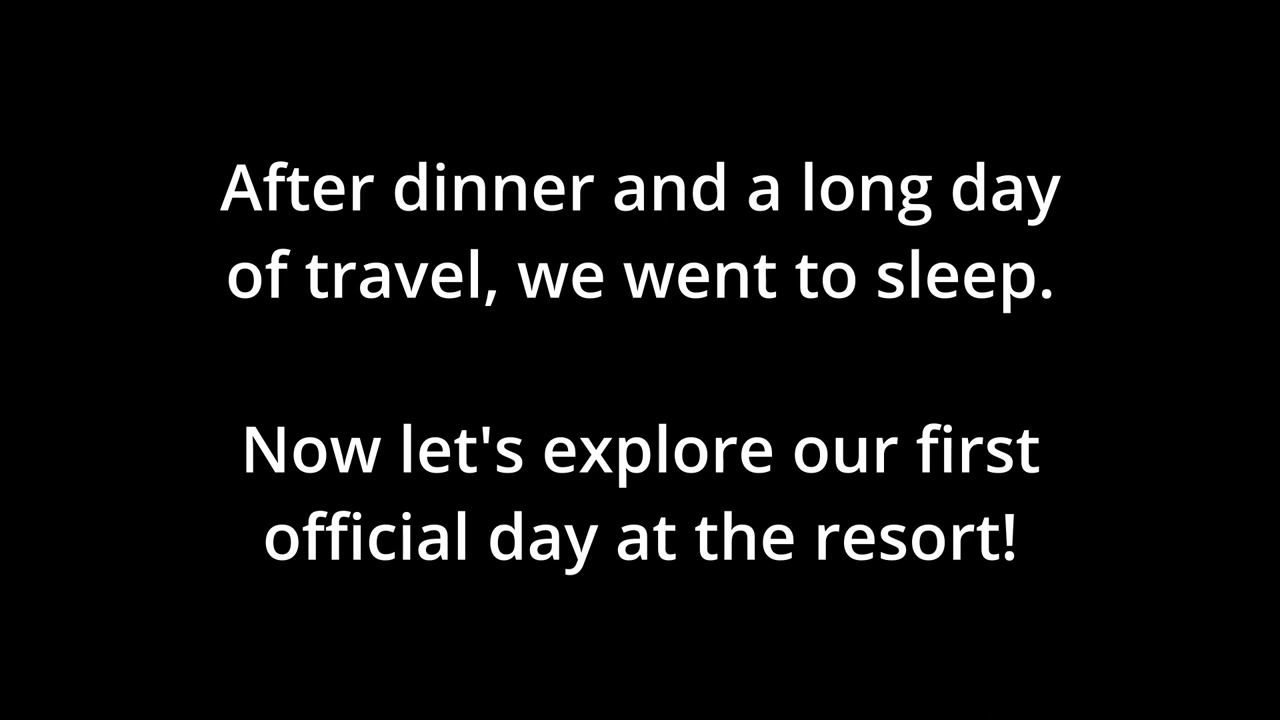 After dinner and a long day
of travel, we went to sleep.
Now let's explore our first
official day at the resort!